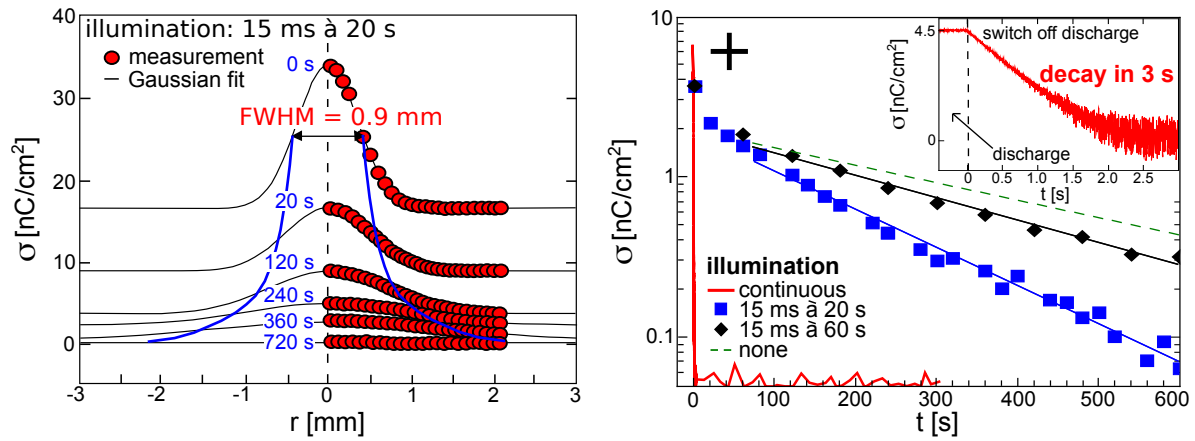 illumination: 15 ms à 20 s
measurement
Gaussian fit
FWHM = 0.9 mm
0 s
20 s
120 s
240 s
360 s
720 s
40
30
20
10
0
σ [nC/cm²]
-3
-2
-1
0
1
2
3
r [mm]
10
1
0.1
σ [nC/cm²]
0
100
200
300
400
500
600
t [s]
illumination
continuous
15 ms à 20 s
15 ms à 60 s
none
4.5
0
σ [nC/cm²]
switch off discharge
decay in 3 s
discharge
0
0.5
1.0
1.5
2.0
2.5
t [s]